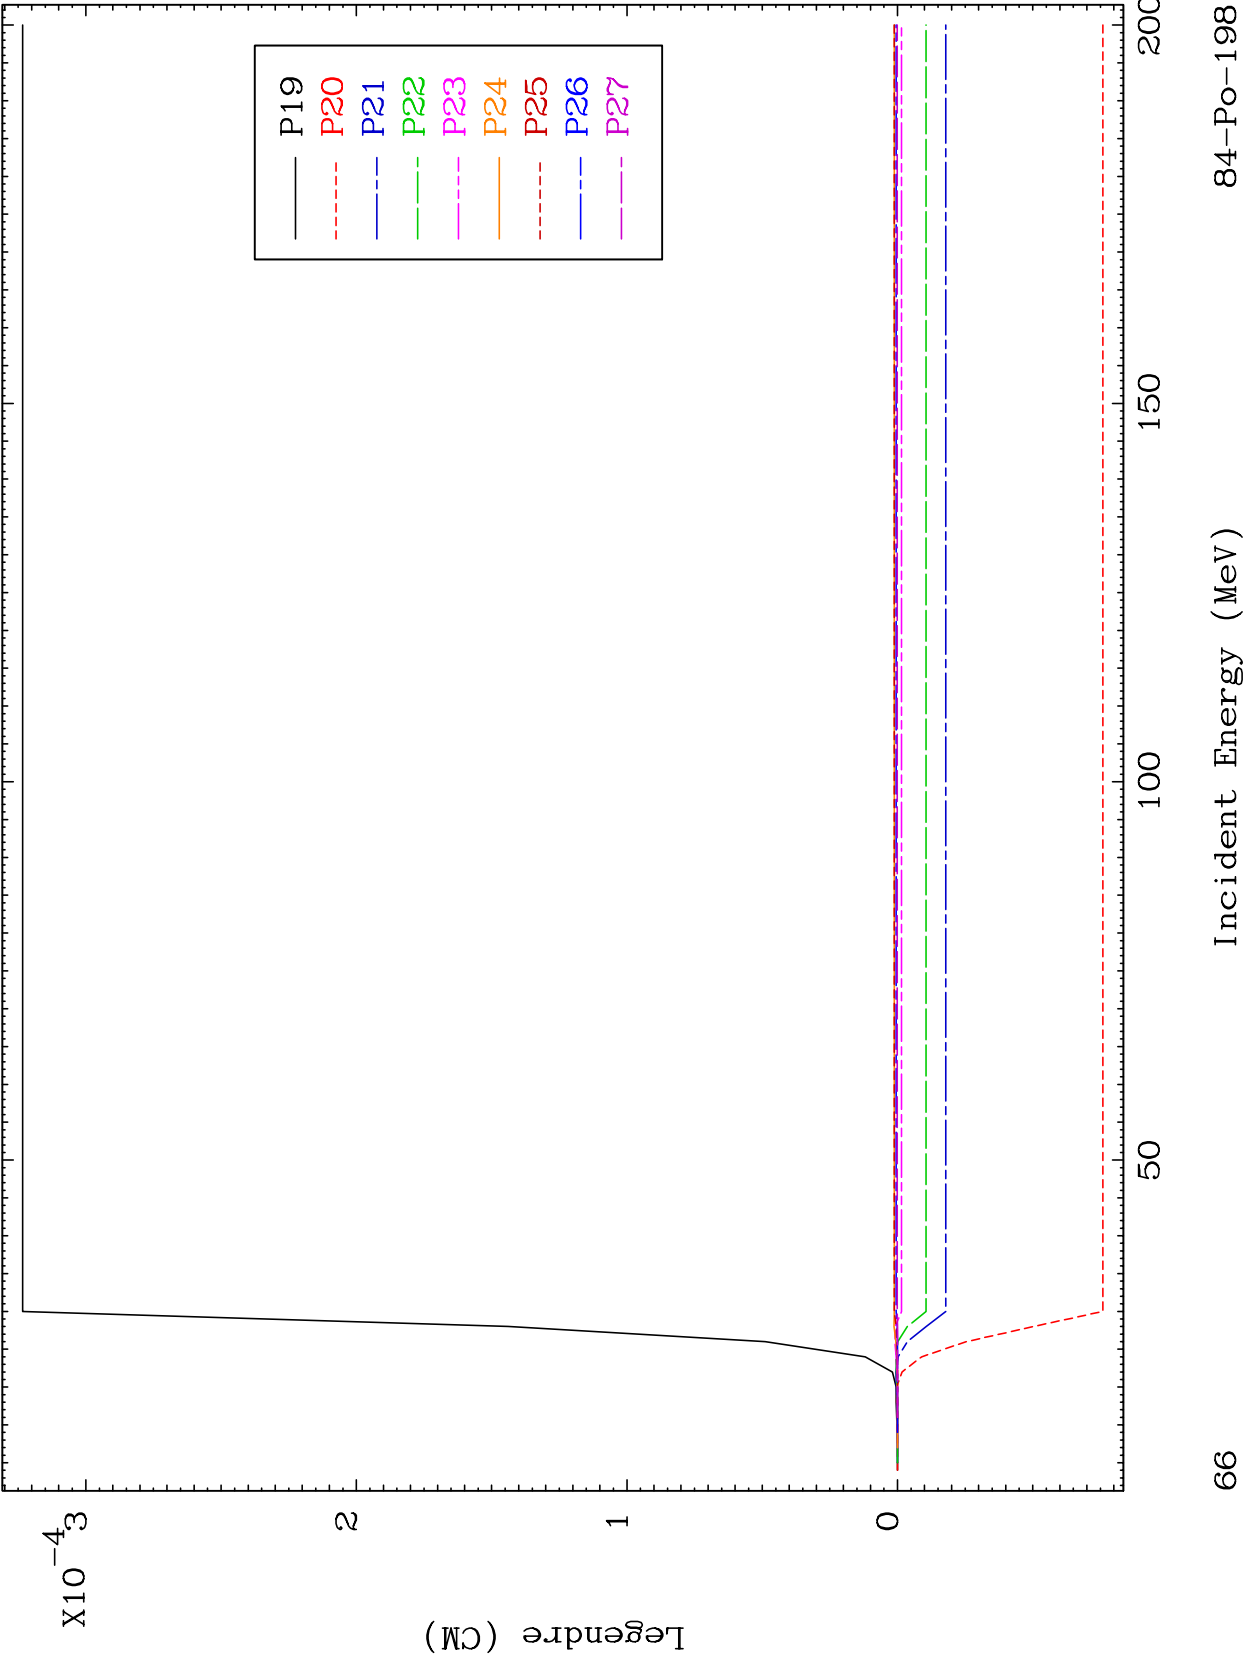 X10-4
3
2
1
0
Legendre (CM)
P19
P20
P21
P22
P23
P24
P25
P26
P27
50
100
150
200
Incident Energy (MeV)
66
84-Po-198